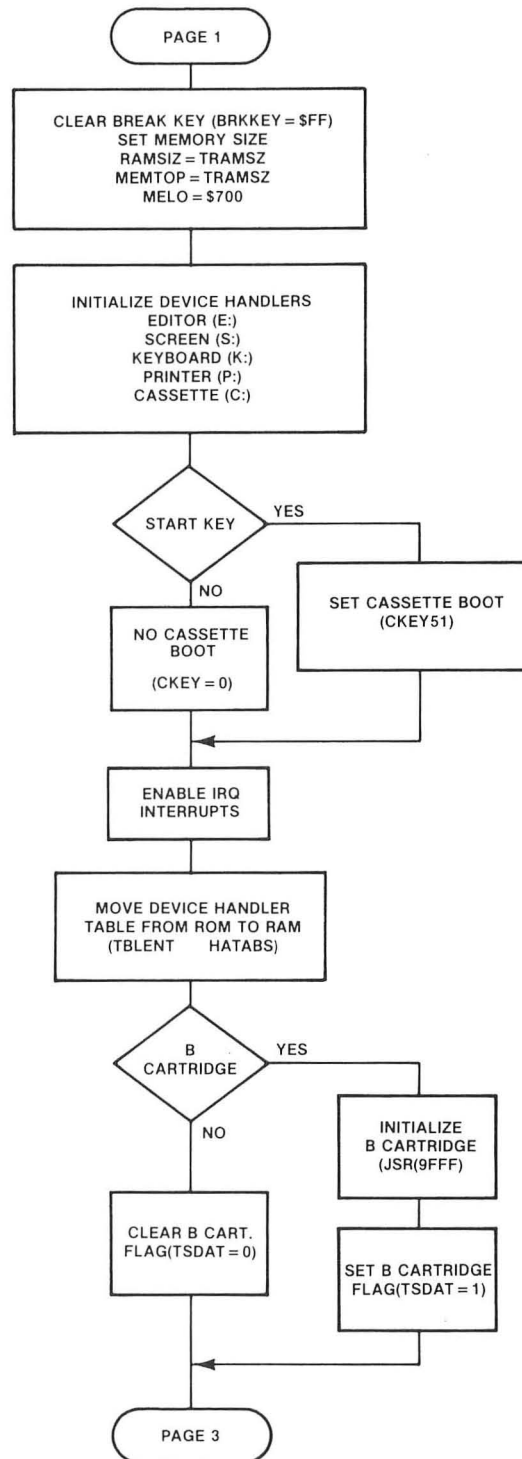 PAGE 1
CLEAR BREAK KEY (BRKKEY = $FF)
SET MEMORY SIZE
RAMSIZ = TRAMSZ
MEMTOP = TRAMSZ
MELO = $700
INITIALIZE DEVICE HANDLERS
EDITOR (E:)
SCREEN (S:)
KEYBOARD (K:)
PRINTER (P:)
CASSETTE (C:)
START KEY
YES
NO
SET CASSETTE BOOT
(CKEY51)
NO CASSETTE
BOOT
(CKEY = 0)
ENABLE IRQ
INTERRUPTS
MOVE DEVICE HANDLER
TABLE FROM ROM TO RAM
(TBLENT HATABS)
B
CARTRIDGE
YES
NO
INITIALIZE
B CARTRIDGE
(JSR(9FFF)
CLEAR B CART.
FLAG(TSDAT = 0)
SET B CARTRIDGE
FLAG(TSDAT = 1)
PAGE 3